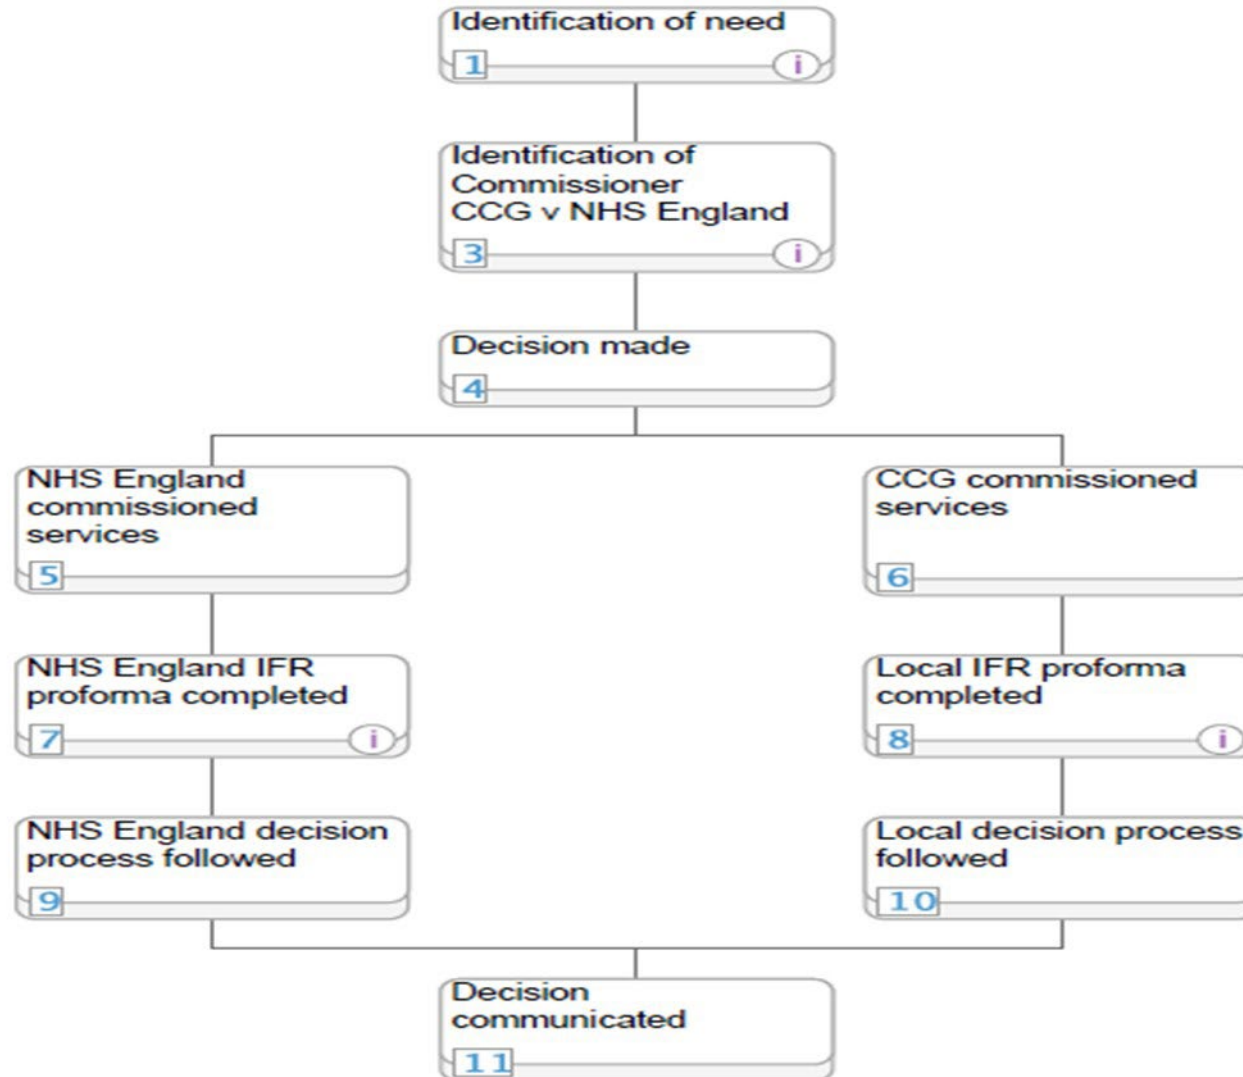 Identification of need
1
i
Identification of
Commissioner
CCG v NHS England
3
i
Decision made
4
NHS England
commissioned
services
5
CCG commissioned
services
6
NHS England IFR
proforma completed
7
i
Local IFR proforma
completed
8
i
NHS England decision
process followed
9
Local decision process
followed
10
Decision
communicated
11